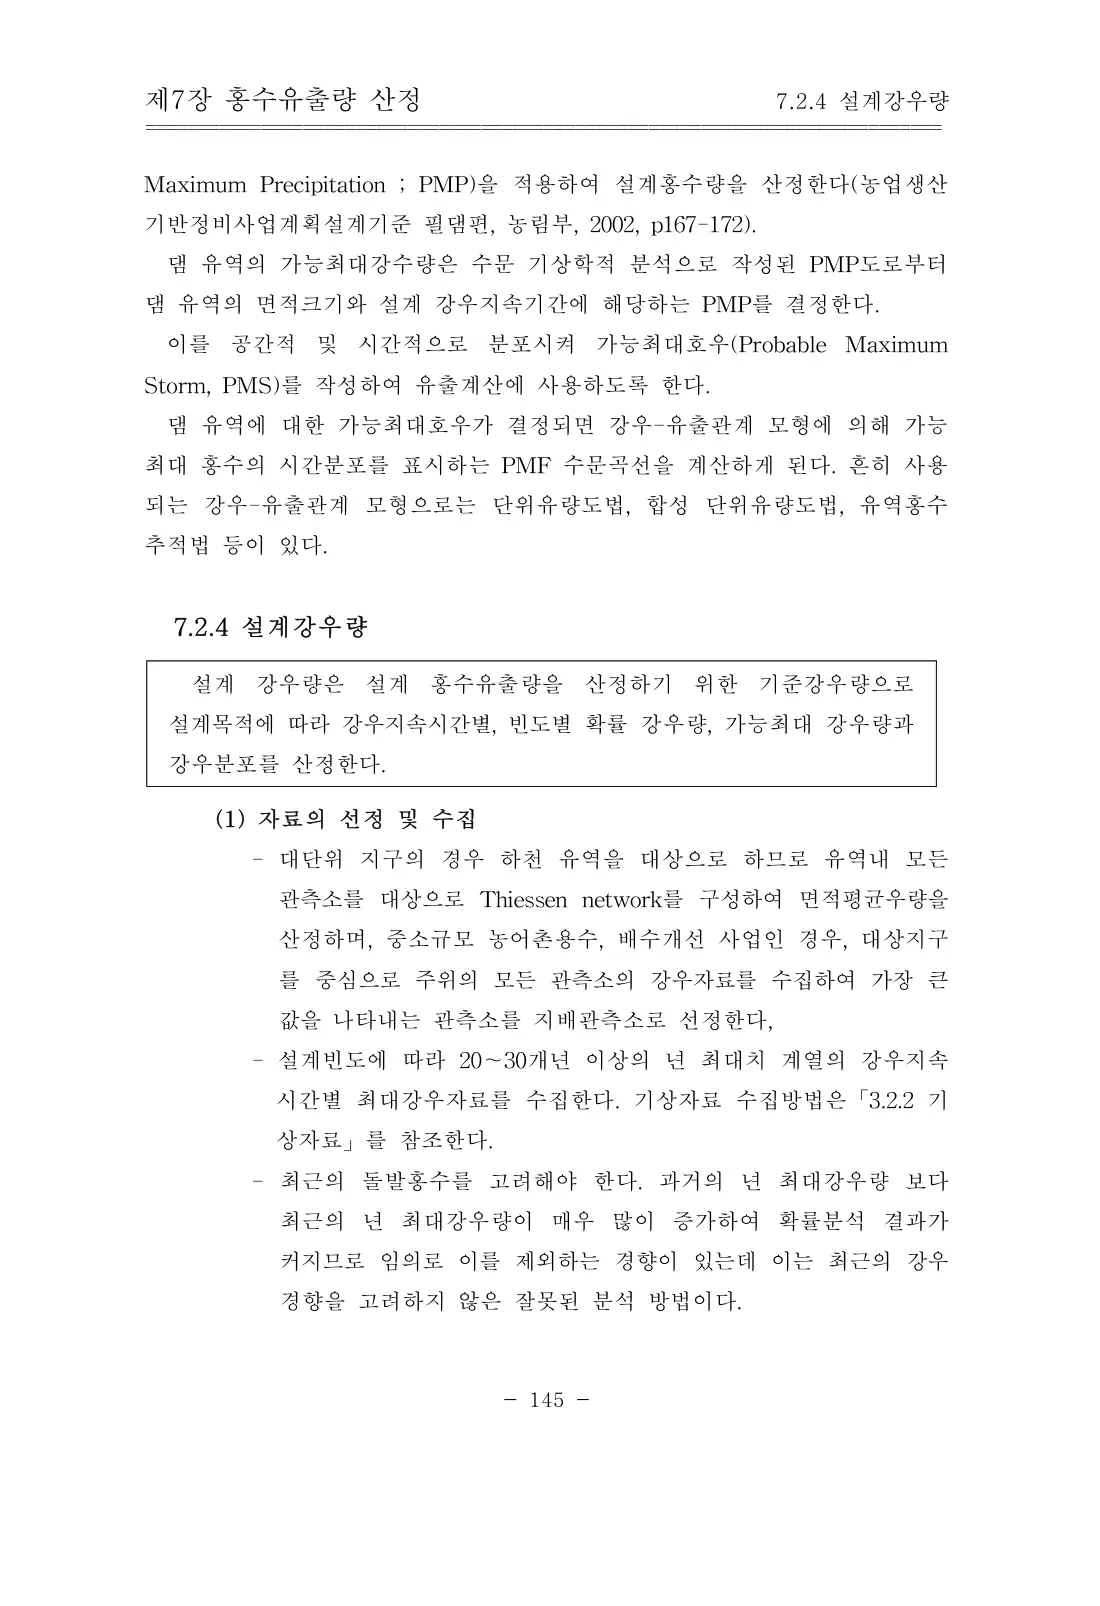 제7장 홍수유출량 산정
7.2.4 설계강우량
Maximum Precipitation ; PMP)을 적용하여 설계홍수량을 산정한다(농업생산
기반정비사업계획설계기준 필댐편, 농림부, 2002, p167-172).
댐 유역의 가능최대강수량은 수문 기상학적 분석으로 작성된 PMP도로부터
댐 유역의 면적크기와 설계 강우지속기간에 해당하는 PMP를 결정한다.
이를 공간적 및 시간적으로 분포시켜 가능최대호우(Probable Maximum
Storm, PMS)를 작성하여 유출계산에 사용하도록 한다.
댐 유역에 대한 가능최대호우가 결정되면 강우-유출관계 모형에 의해 가능
최대 홍수의 시간분포를 표시하는 PMF 수문곡선을 계산하게 된다. 흔히 사용
되는 강우-유출관계 모형으로는 단위유량도법, 합성 단위유량도법, 유역홍수
추적법 등이 있다.
7.2.4 설계강우량
설계 강우량은 설계 홍수유출량을 산정하기 위한 기준강우량으로
설계목적에 따라 강우지속시간별, 빈도별 확률 강우량, 가능최대 강우량과
강우분포를 산정한다.
(1) 자료의 선정 및 수집
- 대단위 지구의 경우 하천 유역을 대상으로 하므로 유역내 모든
관측소를 대상으로 Thiessen network를 구성하여 면적평균우량을
산정하며, 중소규모 농어촌용수, 배수개선 사업인 경우, 대상지구
를 중심으로 주위의 모든 관측소의 강우자료를 수집하여 가장 큰
값을 나타내는 관측소를 지배관측소로 선정한다,
- 설계빈도에 따라 20~30개년 이상의 년 최대치 계열의 강우지속
시간별 최대강우자료를 수집한다. 기상자료 수집방법은「3.2.2 기
상자료」를 참조한다.
- 최근의 돌발홍수를 고려해야 한다. 과거의 년 최대강우량 보다
최근의 년 최대강우량이 매우 많이 증가하여 확률분석 결과가
커지므로 임의로 이를 제외하는 경향이 있는데 이는 최근의 강우
경향을 고려하지 않은 잘못된 분석 방법이다.
- 145 -